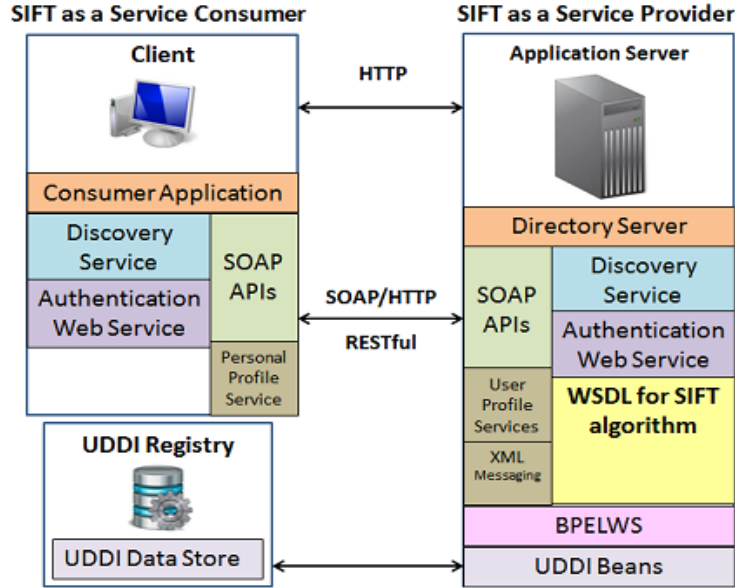 SIFT as a Service Consumer
Client
Consumer Application
Discovery
Service
Authentication
Web Service
SOAP
APIs
Personal
Profile
Service
UDDI Registry
UDDI Data Store
HTTP
SOAP/HTTP
RESTful
SIFT as a Service Provider
Application Server
Directory Server
SOAP
APIs
Discovery
Service
Authentication
Web Service
User
Profile
Services
XML
Messaging
WSDL for SIFT
algorithm
BPELWS
UDDI Beans